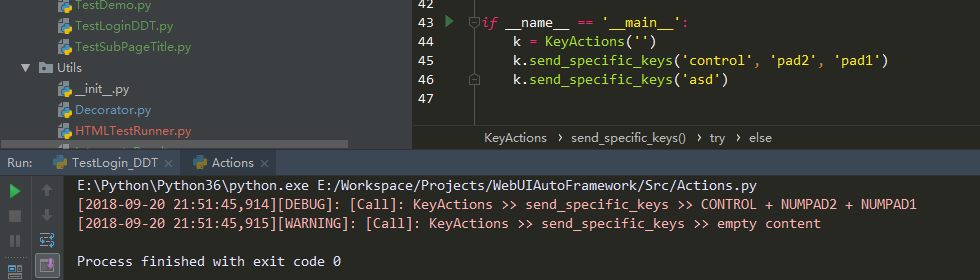 TestDemo.py
TestLoginDDT.py
TestSubPageTitle.py
Utils
__init__.py
Decorator.py
HTMLTestRunner.py
42
43 if __name__ == '__main__':
44 k = KeyActions('')
45 k.send_specific_keys('control', 'pad2', 'pad1')
46 k.send_specific_keys('asd')
47
KeyActions > send_specific_keys() > try > else
Run: TestLogin_DDT × Actions ×
E:\Python\Python36\python.exe E:/Workspace/Projects/WebUIAutoFramework/Src/Actions.py
[2018-09-20 21:51:45,914][DEBUG]: [Call]: KeyActions >> send_specific_keys >> CONTROL + NUMPAD2 + NUMPAD1
[2018-09-20 21:51:45,915][WARNING]: [Call]: KeyActions >> send_specific_keys >> empty content
Process finished with exit code 0